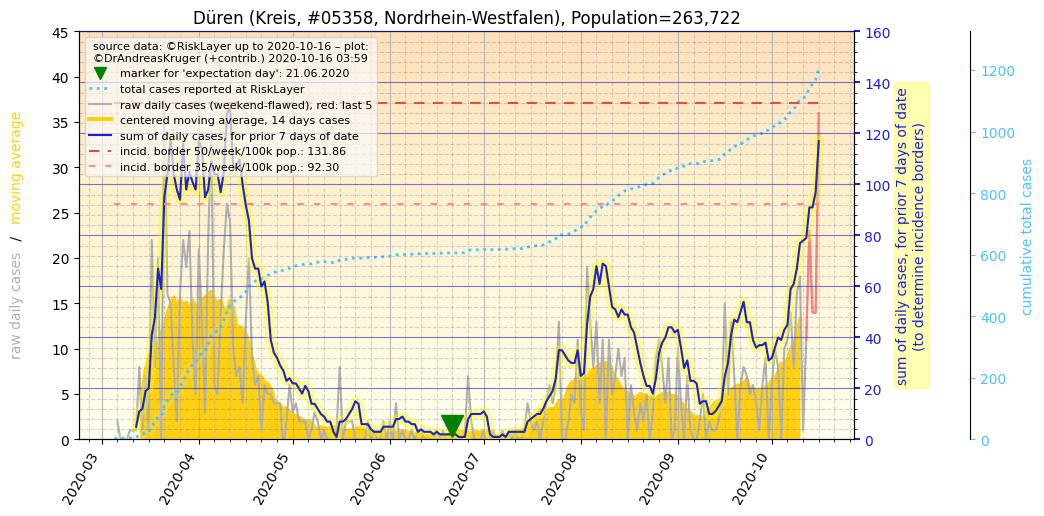 Düren (Kreis, #05358, Nordrhein-Westfalen), Population=263,722
source data: ©RiskLayer up to 2020-10-16 – plot:
©DrAndreasKruger (+contrib.) 2020-10-16 03:59
marker for 'expectation day': 21.06.2020
total cases reported at RiskLayer
raw daily cases (weekend-flawed), red: last 5
centered moving average, 14 days cases
sum of daily cases, for prior 7 days of date
incid. border 50/week/100k pop.: 131.86
incid. border 35/week/100k pop.: 92.30
raw daily cases / moving average
45
40
35
30
25
20
15
10
5
0
2020-03
2020-04
2020-05
2020-06
2020-07
2020-08
2020-09
2020-10
160
140
120
100
80
60
40
20
0
sum of daily cases, for prior 7 days of date
(to determine incidence borders)
1200
1000
800
600
400
200
0
cumulative total cases